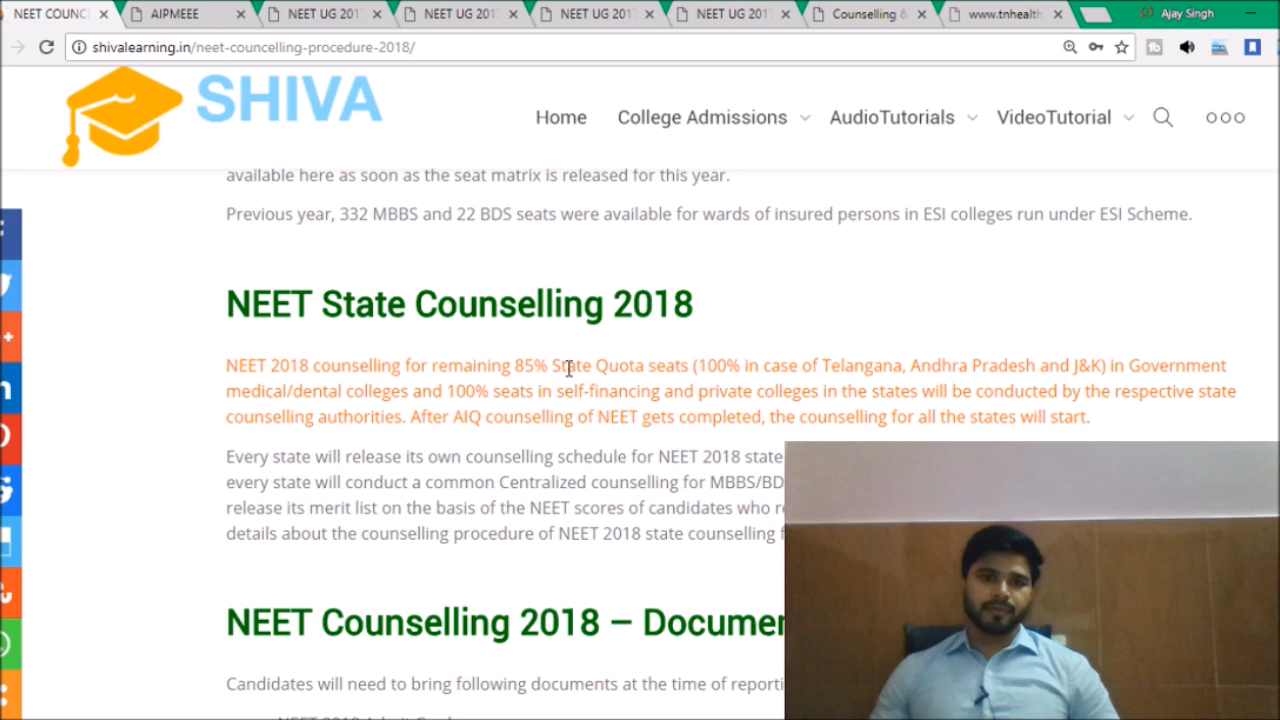 NEET COUNC
AIPMEEE
NEET UG 201
NEET UG 201
NEET UG 201
NEET UG 201
Counselling &
www.tnhealth
Ajay Singh
shivalearning.in/neet-councelling-procedure-2018/
SHIVA
Home
College Admissions
AudioTutorials
VideoTutorial
available here as soon as the seat matrix is released for this year.
Previous year, 332 MBBS and 22 BDS seats were available for wards of insured persons in ESI colleges run under ESI Scheme.
NEET State Counselling 2018
NEET 2018 counselling for remaining 85% State Quota seats (100% in case of Telangana, Andhra Pradesh and J&K) in Government
medical/dental colleges and 100% seats in self-financing and private colleges in the states will be conducted by the respective state
counselling authorities. After AIQ counselling of NEET gets completed, the counselling for all the states will start.
Every state will release its own counselling schedule for NEET 2018 state
every state will conduct a common Centralized counselling for MBBS/BD
release its merit list on the basis of the NEET scores of candidates who
details about the counselling procedure of NEET 2018 state counselling
NEET Counselling 2018 – Documen
Candidates will need to bring following documents at the time of reporti